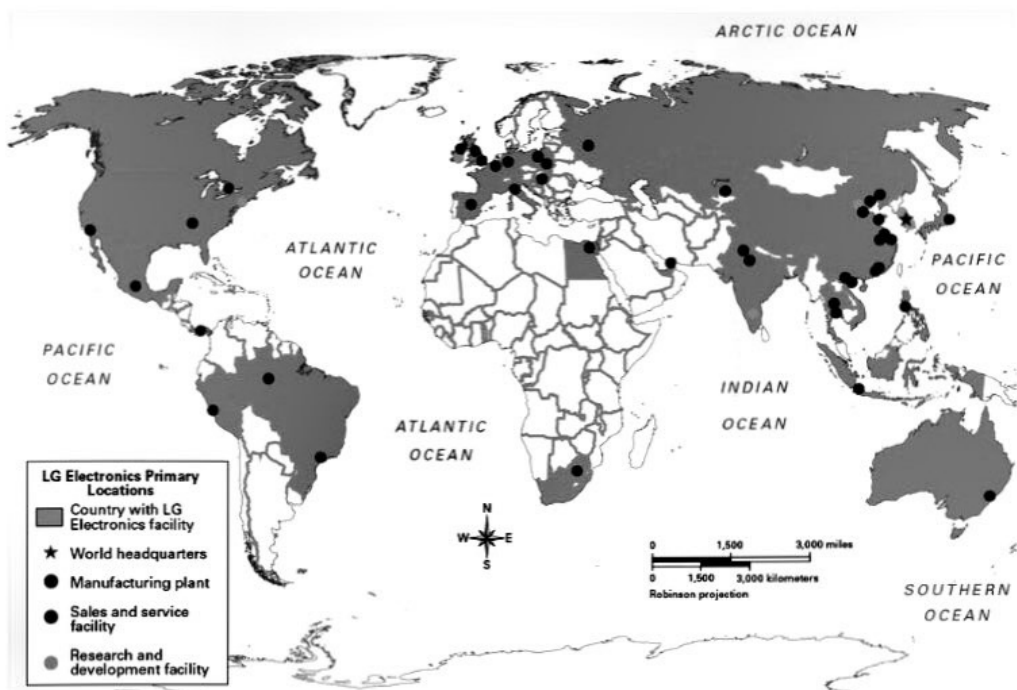 ARCTIC OCEAN
ATLANTIC
OCEAN
PACIFIC
OCEAN
PACIFIC
OCEAN
INDIAN
OCEAN
ATLANTIC
OCEAN
SOUTHERN
OCEAN
LG Electronics Primary
Locations
Country with LG
Electronics facility
World headquarters
Manufacturing plant
Sales and service
facility
Research and
development facility
N
W E
S
0 1,500 3,000 miles
0 1,500 3,000 kilometers
Robinson projection